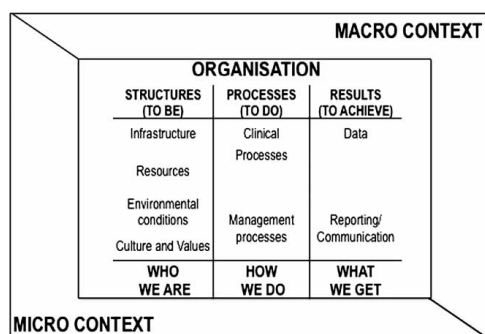 MACRO CONTEXT
ORGANISATION
STRUCTURES
(TO BE)
PROCESSES
(TO DO)
RESULTS
(TO ACHIEVE)
Infrastructure
Resources
Environmental
conditions
Culture and Values
Clinical
Processes
Management
processes
Data
Reporting/
Communication
WHO
WE ARE
HOW
WE DO
WHAT
WE GET
MICRO CONTEXT